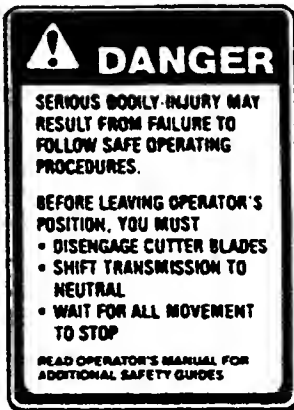 DANGER
SERIOUS BODILY INJURY MAY
RESULT FROM FAILURE TO
FOLLOW SAFE OPERATING
PROCEDURES.
BEFORE LEAVING OPERATOR'S
POSITION, YOU MUST
• DISENGAGE CUTTER BLADES
• SHIFT TRANSMISSION TO
NEUTRAL
• WAIT FOR ALL MOVEMENT
TO STOP
READ OPERATOR'S MANUAL FOR
ADDITIONAL SAFETY GUIDES